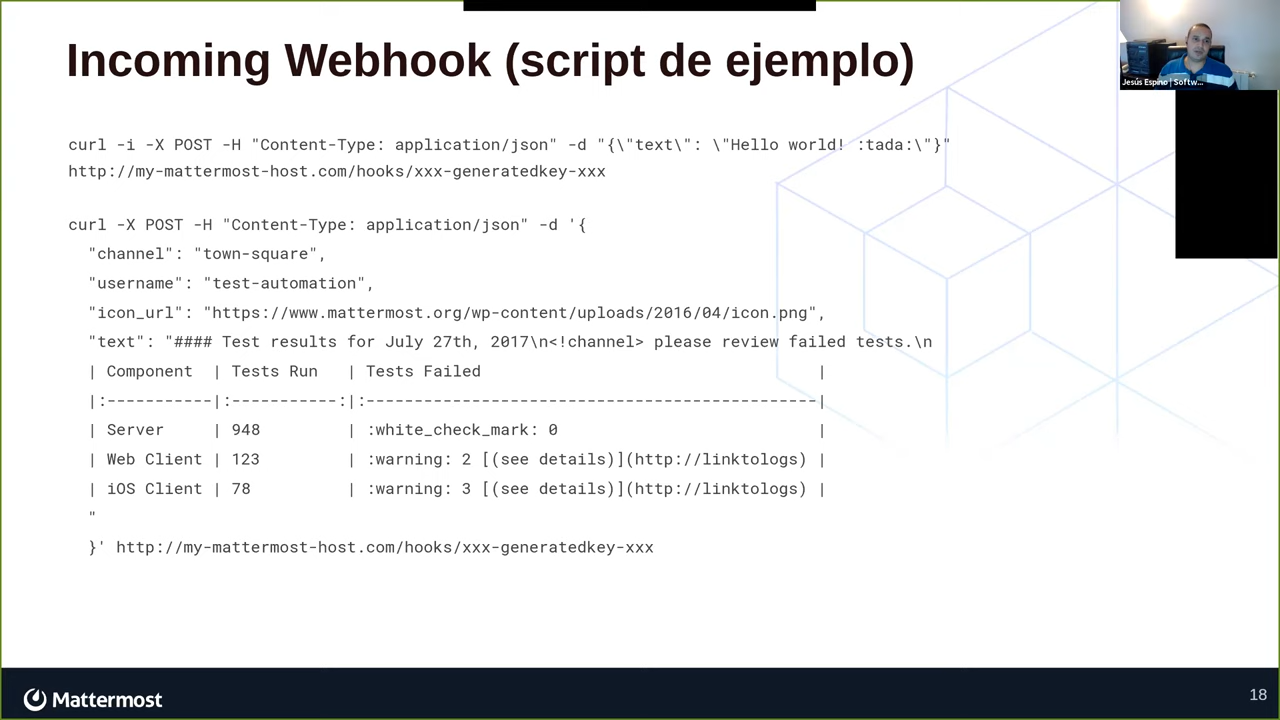 Incoming Webhook (script de ejemplo)
Jesús Espino | Softw...
curl -i -X POST -H "Content-Type: application/json" -d "{\"text\": \"Hello world! :tada:\"}"
http://my-mattermost-host.com/hooks/xxx-generatedkey-xxx
curl -X POST -H "Content-Type: application/json" -d '{
"channel": "town-square",
"username": "test-automation",
"icon_url": "https://www.mattermost.org/wp-content/uploads/2016/04/icon.png",
"text": "#### Test results for July 27th, 2017\n<!channel> please review failed tests.\n
| Component | Tests Run | Tests Failed |
|:-----------|:-----------:|:-----------------------------------------------|
| Server | 948 | :white_check_mark: 0 |
| Web Client | 123 | :warning: 2 [(see details)](http://linktologs) |
| iOS Client | 78 | :warning: 3 [(see details)](http://linktologs) |
"
}' http://my-mattermost-host.com/hooks/xxx-generatedkey-xxx
Mattermost
18